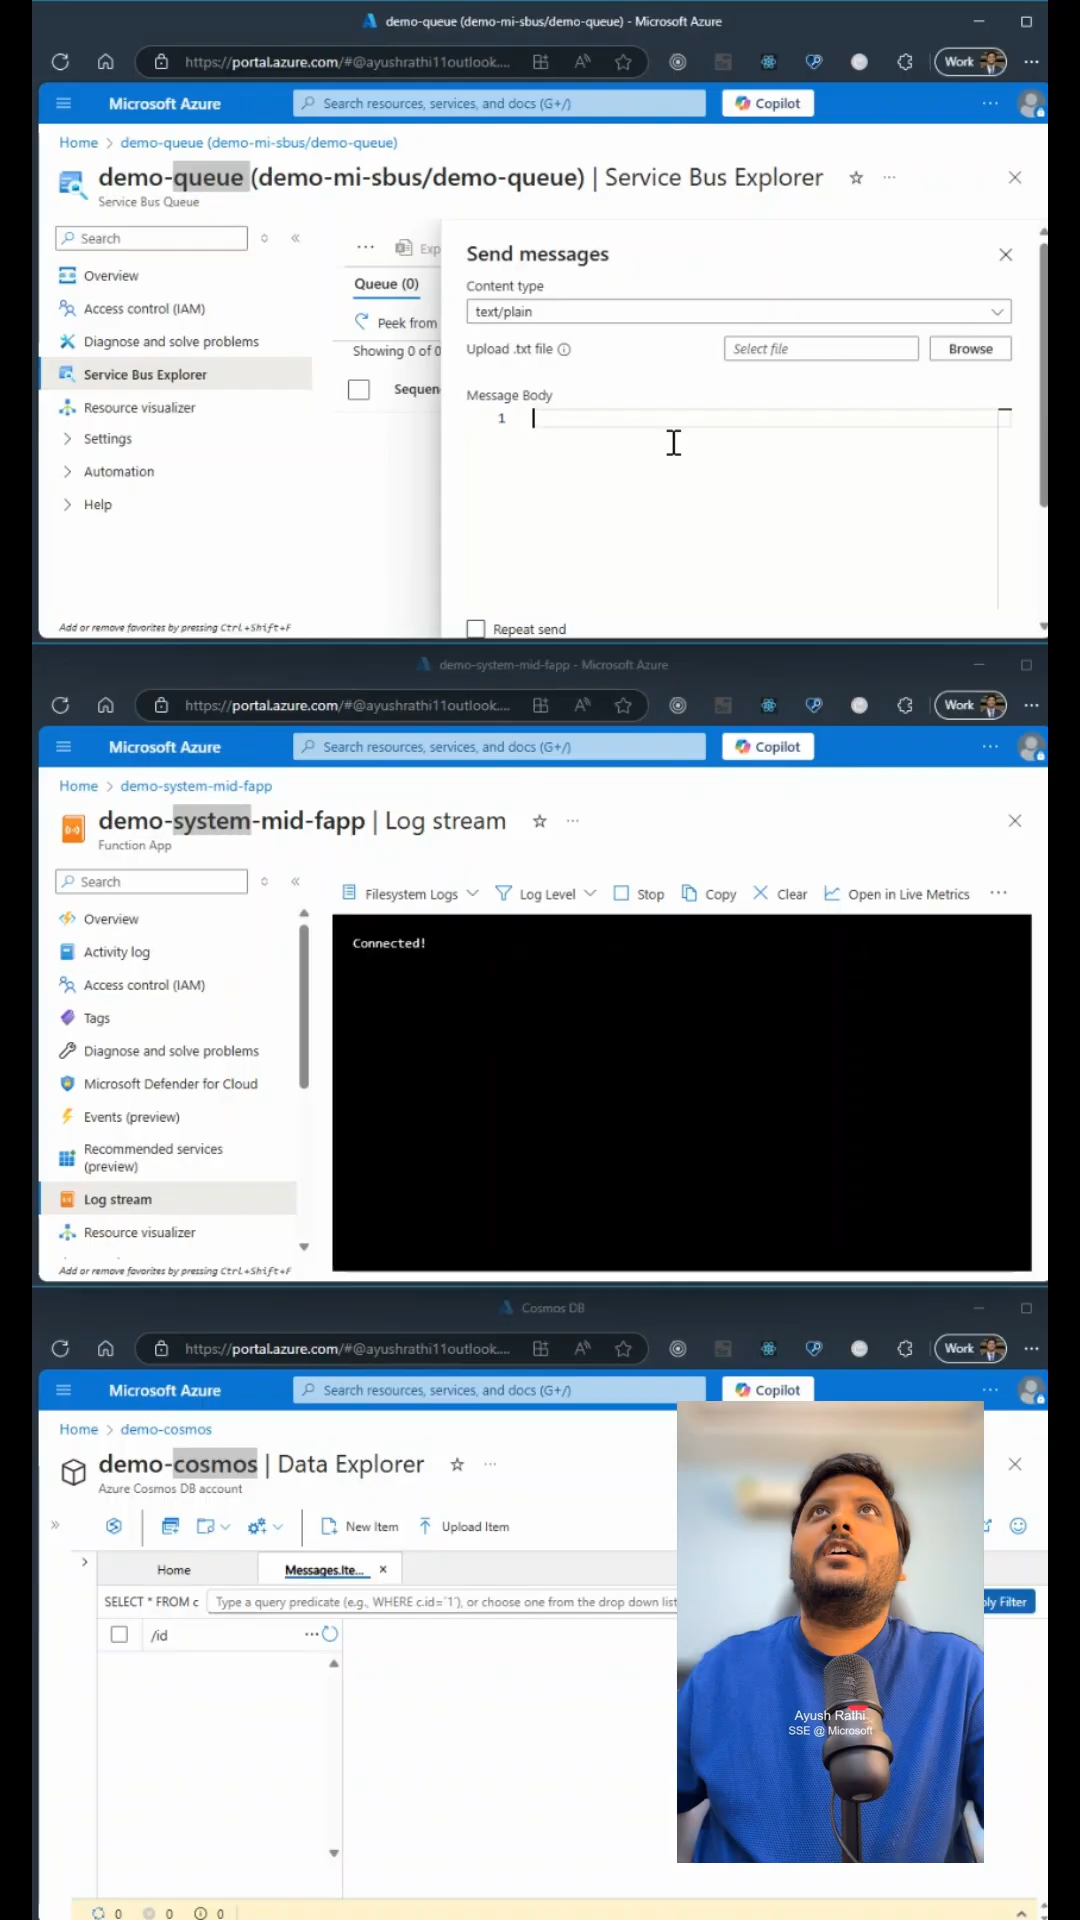 demo-queue (demo-mi-sbus/demo-queue) - Microsoft Azure
https://portal.azure.com/#@ayushrathi11outlook....
Work
Microsoft Azure
Search resources, services, and docs (G+/)
Copilot
Home > demo-queue (demo-mi-sbus/demo-queue)
demo-queue (demo-mi-sbus/demo-queue) | Service Bus Explorer
Service Bus Queue
Search
Overview
Access control (IAM)
Diagnose and solve problems
Service Bus Explorer
Resource visualizer
Settings
Automation
Help
Add or remove favorites by pressing Ctrl+Shift+F
Exp
Queue (0)
Peek from
Showing 0 of 0
Sequen
Send messages
Content type
text/plain
Upload .txt file
Select file
Browse
Message Body
1
Repeat send
demo-system-mid-fapp - Microsoft Azure
https://portal.azure.com/#@ayushrathi11outlook....
Work
Microsoft Azure
Search resources, services, and docs (G+/)
Copilot
Home > demo-system-mid-fapp
demo-system-mid-fapp | Log stream
Function App
Search
Overview
Activity log
Access control (IAM)
Tags
Diagnose and solve problems
Microsoft Defender for Cloud
Events (preview)
Recommended services
(preview)
Log stream
Resource visualizer
Add or remove favorites by pressing Ctrl+Shift+F
Filesystem Logs
Log Level
Stop
Copy
Clear
Open in Live Metrics
Connected!
Cosmos DB
https://portal.azure.com/#@ayushrathi11outlook....
Work
Microsoft Azure
Search resources, services, and docs (G+/)
Copilot
Home > demo-cosmos
demo-cosmos | Data Explorer
Azure Cosmos DB account
New Item
Upload Item
Home
Messages.Ite...
SELECT * FROM c
Type a query predicate (e.g., WHERE c.id='1'), or choose one from the drop down list
ply Filter
/id
Ayush Rathi
SSE @ Microsoft
0
0
0